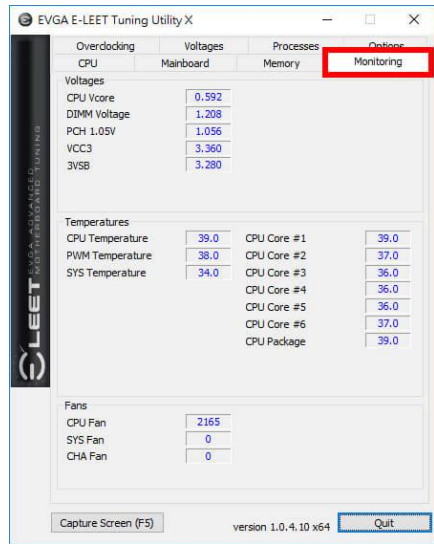 EVGA E-LEET Tuning Utility X
Overclocking Voltages Processes Options
CPU Mainboard Memory Monitoring
Voltages
CPU Vcore 0.592
DIMM Voltage 1.208
PCH 1.05V 1.056
VCC3 3.360
3VSB 3.280
Temperatures
CPU Temperature 39.0 CPU Core #1 39.0
PWM Temperature 38.0 CPU Core #2 37.0
SYS Temperature 34.0 CPU Core #3 36.0
CPU Core #4 36.0
CPU Core #5 36.0
CPU Core #6 37.0
CPU Package 39.0
Fans
CPU Fan 2165
SYS Fan 0
CHA Fan 0
Capture Screen (F5) version 1.0.4.10 x64 Quit
E-LEET EVGA ADVANCED
MOTHERBOARD TUNING